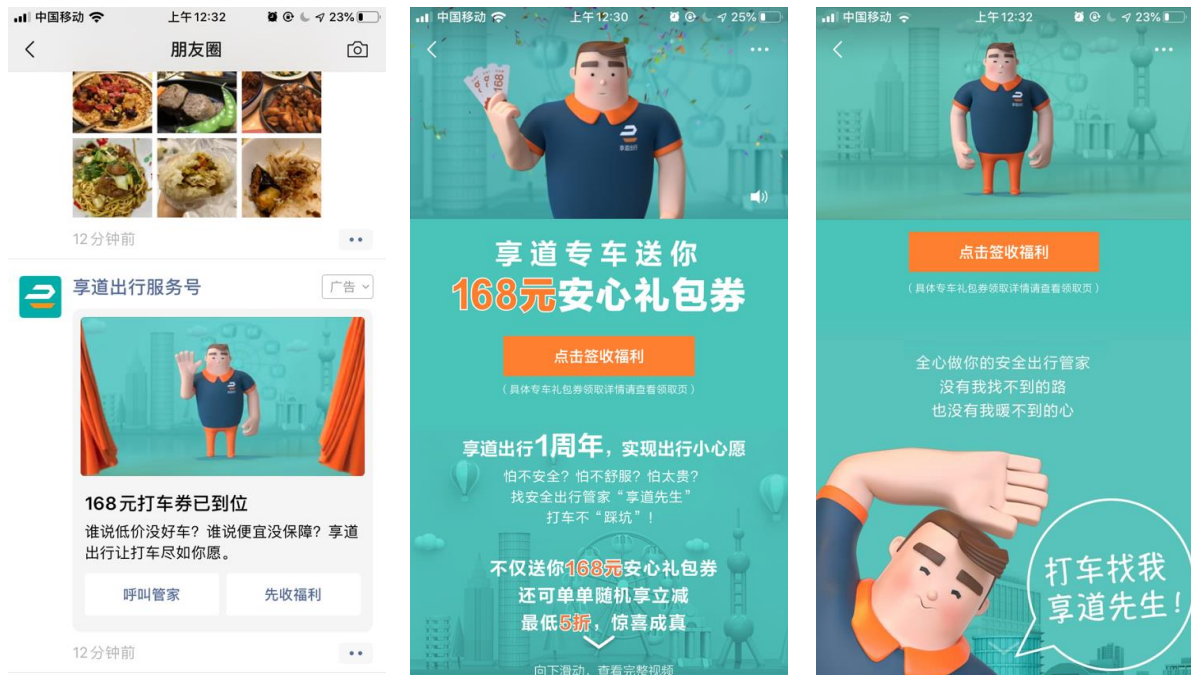 中国移动
上午12:32
23%
朋友圈
12分钟前
享道出行服务号
广告
168元打车券已到位
谁说低价没好车？谁说便宜没保障？享道
出行让打车尽如你愿。
呼叫管家
先收福利
12分钟前
中国移动
上午12:30
25%
168
享道出行
享道专车送你
168元安心礼包券
点击签收福利
（具体专车礼包券领取详情请查看领取页）
享道出行1周年，实现出行小心愿
怕不安全？怕不舒服？怕太贵？
找安全出行管家“享道先生”
打车不“踩坑”！
不仅送你168元安心礼包券
还可单单随机享立减
最低5折，惊喜成真
向下滑动，查看完整视频
中国移动
上午12:32
23%
点击签收福利
（具体专车礼包券领取详情请查看领取页）
全心做你的安全出行管家
没有我找不到的路
也没有我暖不到的心
打车找我
享道先生！